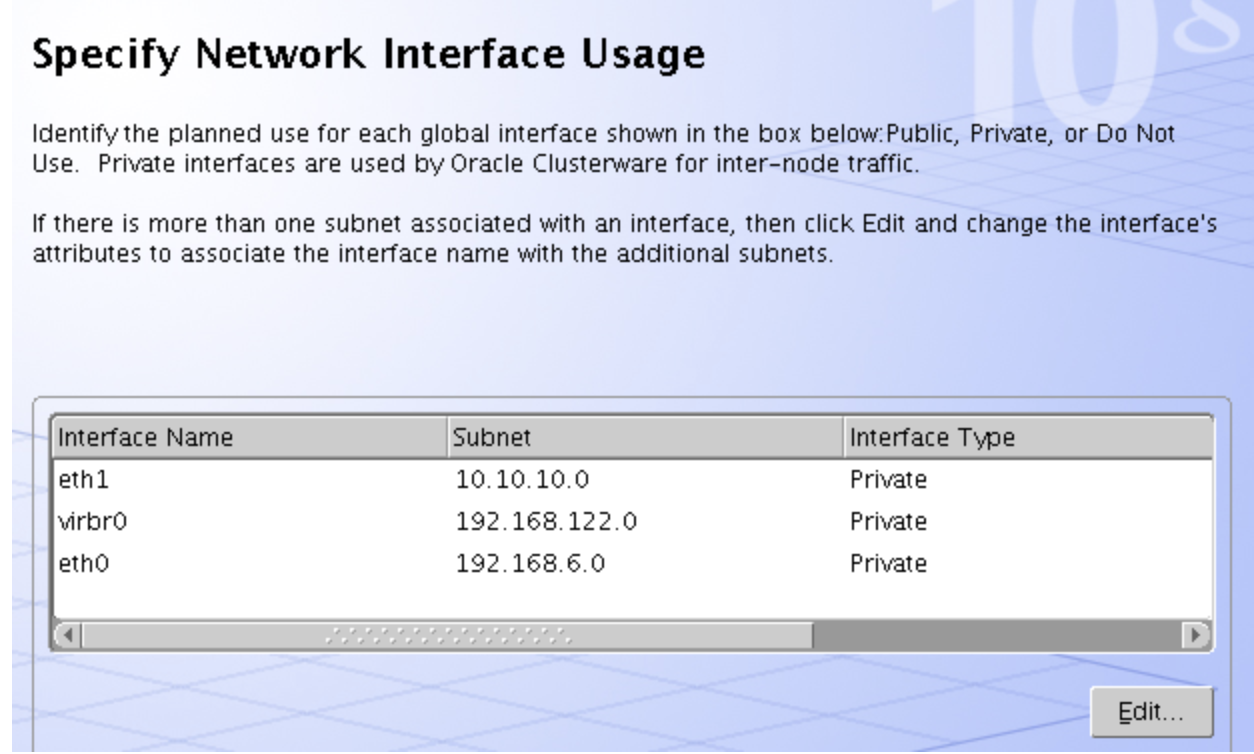 10g
Specify Network Interface Usage
Identify the planned use for each global interface shown in the box below:Public, Private, or Do Not
Use. Private interfaces are used by Oracle Clusterware for inter-node traffic.
If there is more than one subnet associated with an interface, then click Edit and change the interface's
attributes to associate the interface name with the additional subnets.
Interface Name Subnet Interface Type
eth1 10.10.10.0 Private
virbr0 192.168.122.0 Private
eth0 192.168.6.0 Private
Edit...